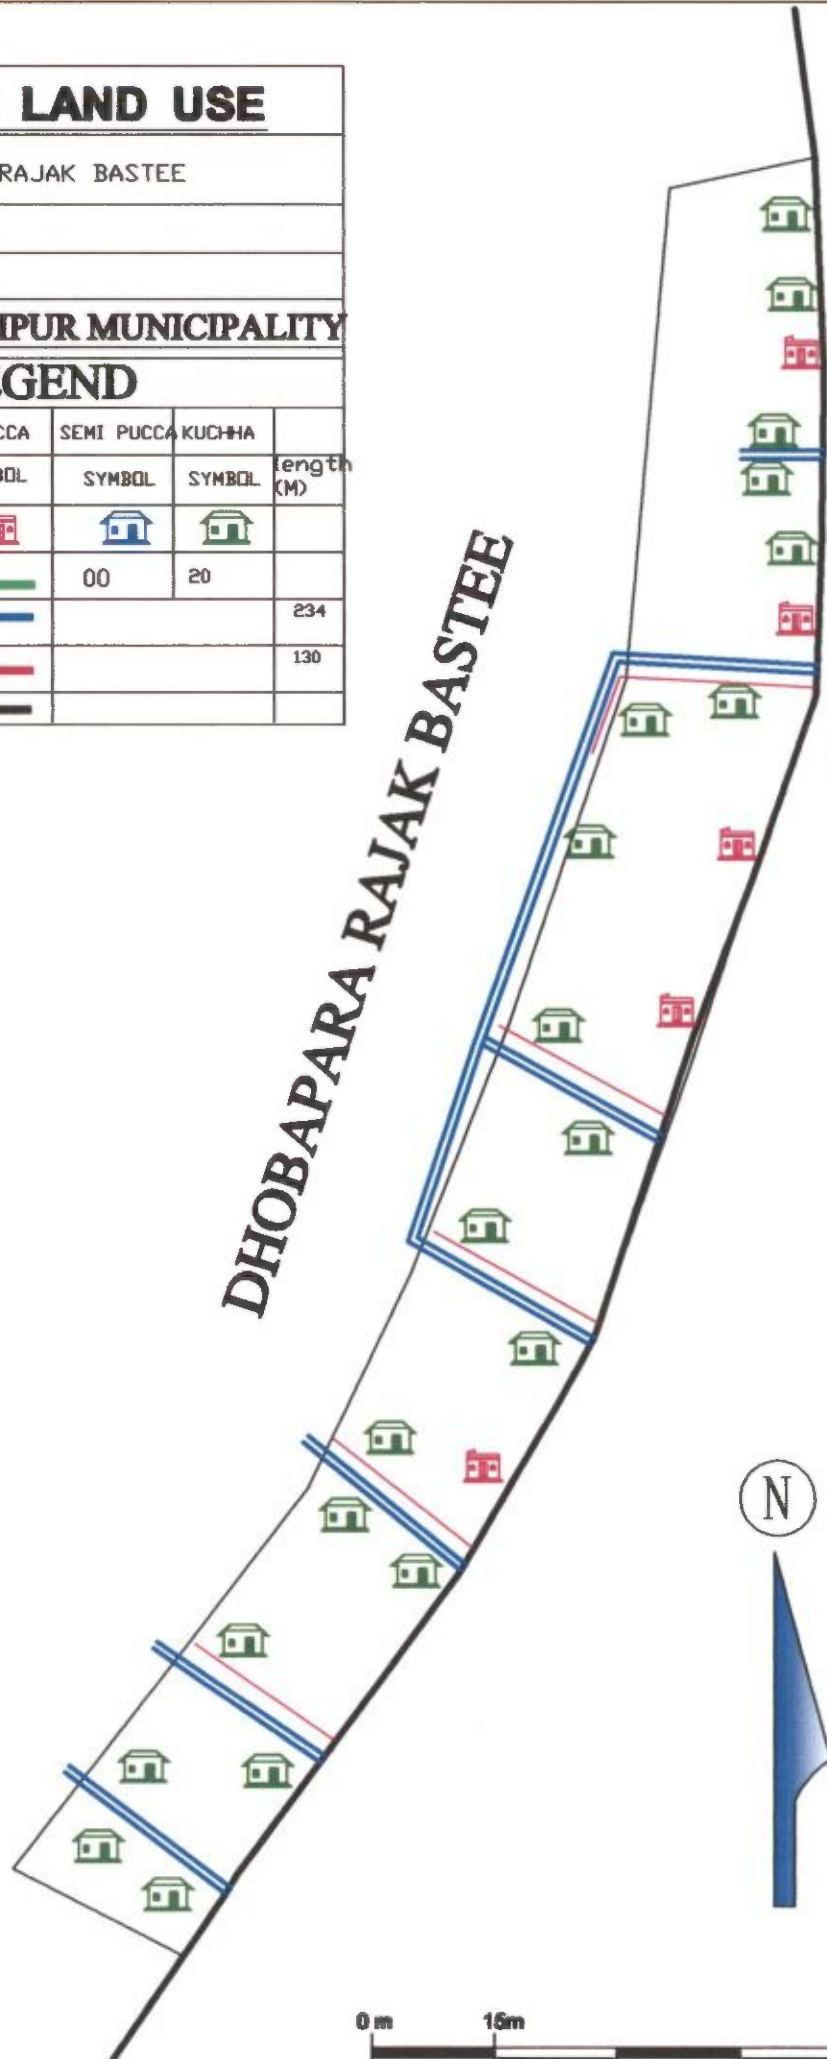 LAND USE
RAJAK BASTEE
IPUR MUNICIPALITY
EGEND
CCA SEMI PUCCA KUCHHA
BOL SYMBOL SYMBOL length
(M)
00 20
234
130
DHOBAPARA RAJAK BASTEE
N
0 m 15m